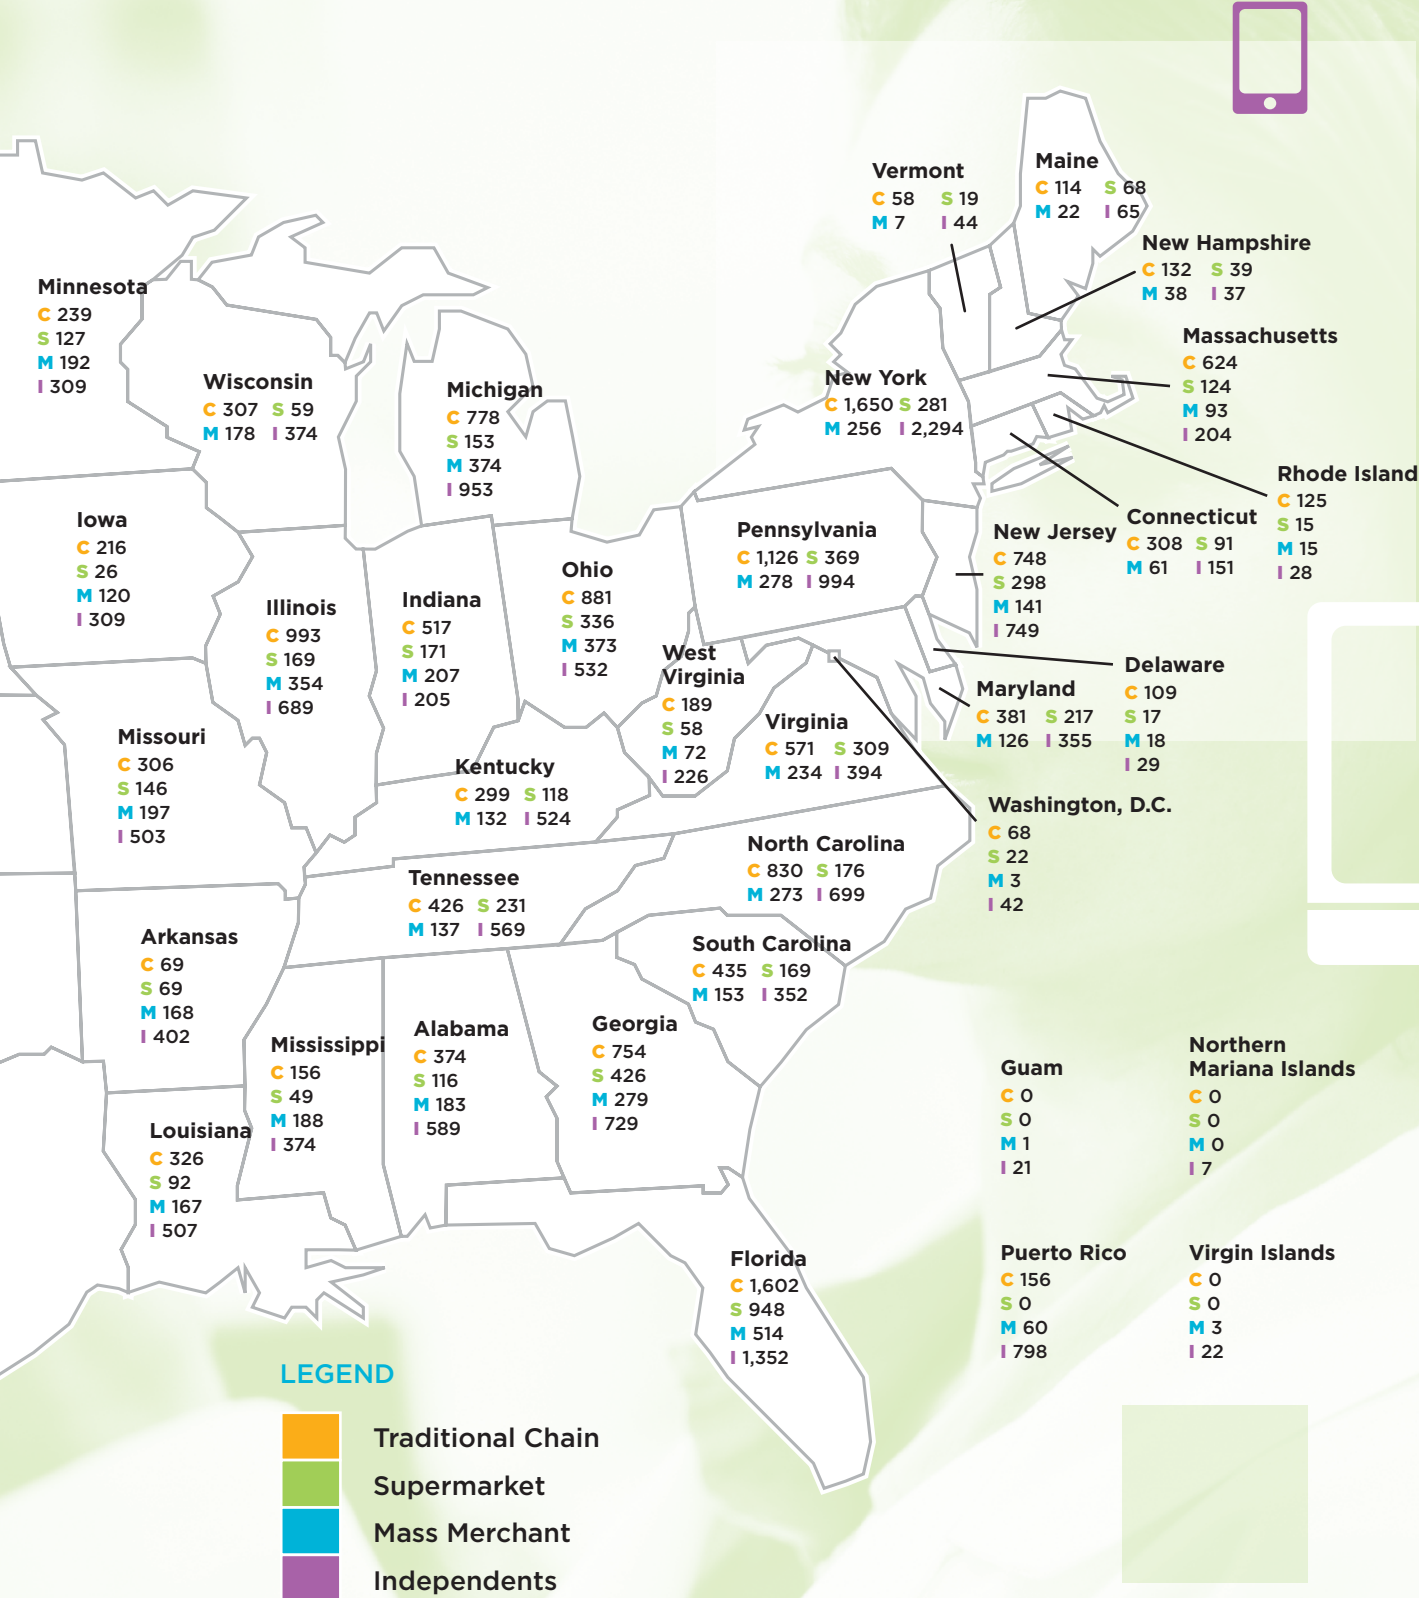 Vermont
C 58 S 19
M 7 I 44
Maine
C 114 S 68
M 22 I 65
New Hampshire
C 132 S 39
M 38 I 37
Minnesota
C 239
S 127
M 192
I 309
Wisconsin
C 307 S 59
M 178 I 374
Michigan
C 778
S 153
M 374
I 953
New York
C 1,650 S 281
M 256 I 2,294
Massachusetts
C 624
S 124
M 93
I 204
Rhode Island
C 125
S 15
M 15
I 28
Connecticut
C 308 S 91
M 61 I 151
New Jersey
C 748
S 298
M 141
I 749
Pennsylvania
C 1,126 S 369
M 278 I 994
Iowa
C 216
S 26
M 120
I 309
Illinois
C 993
S 169
M 354
I 689
Indiana
C 517
S 171
M 207
I 205
Ohio
C 881
S 336
M 373
I 532
West
Virginia
C 189
S 58
M 72
I 226
Virginia
C 571 S 309
M 234 I 394
Maryland
C 381 S 217
M 126 I 355
Delaware
C 109
S 17
M 18
I 29
Washington, D.C.
C 68
S 22
M 3
I 42
Missouri
C 306
S 146
M 197
I 503
Kentucky
C 299 S 118
M 132 I 524
North Carolina
C 830 S 176
M 273 I 699
Tennessee
C 426 S 231
M 137 I 569
South Carolina
C 435 S 169
M 153 I 352
Arkansas
C 69
S 69
M 168
I 402
Mississippi
C 156
S 49
M 188
I 374
Alabama
C 374
S 116
M 183
I 589
Georgia
C 754
S 426
M 279
I 729
Louisiana
C 326
S 92
M 167
I 507
Florida
C 1,602
S 948
M 514
I 1,352
Guam
C 0
S 0
M 1
I 21
Northern
Mariana Islands
C 0
S 0
M 0
I 7
Puerto Rico
C 156
S 0
M 60
I 798
Virgin Islands
C 0
S 0
M 3
I 22
LEGEND
Traditional Chain
Supermarket
Mass Merchant
Independents